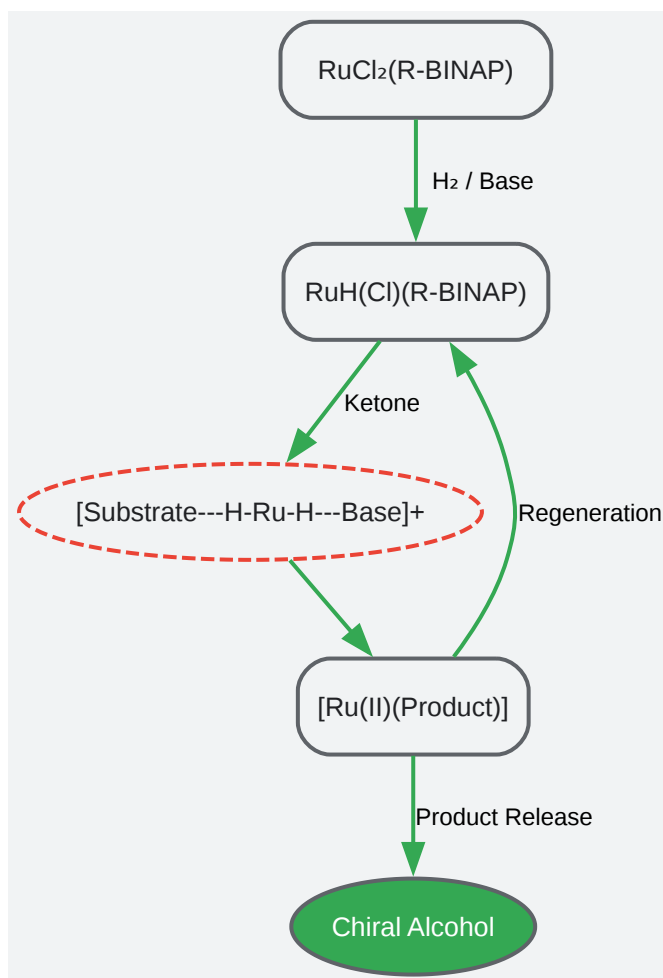 RuCl₂(R-BINAP)
H₂ / Base
RuH(Cl)(R-BINAP)
Ketone
[Substrate---H-Ru-H---Base]+
Regeneration
[Ru(II)(Product)]
Product Release
Chiral Alcohol